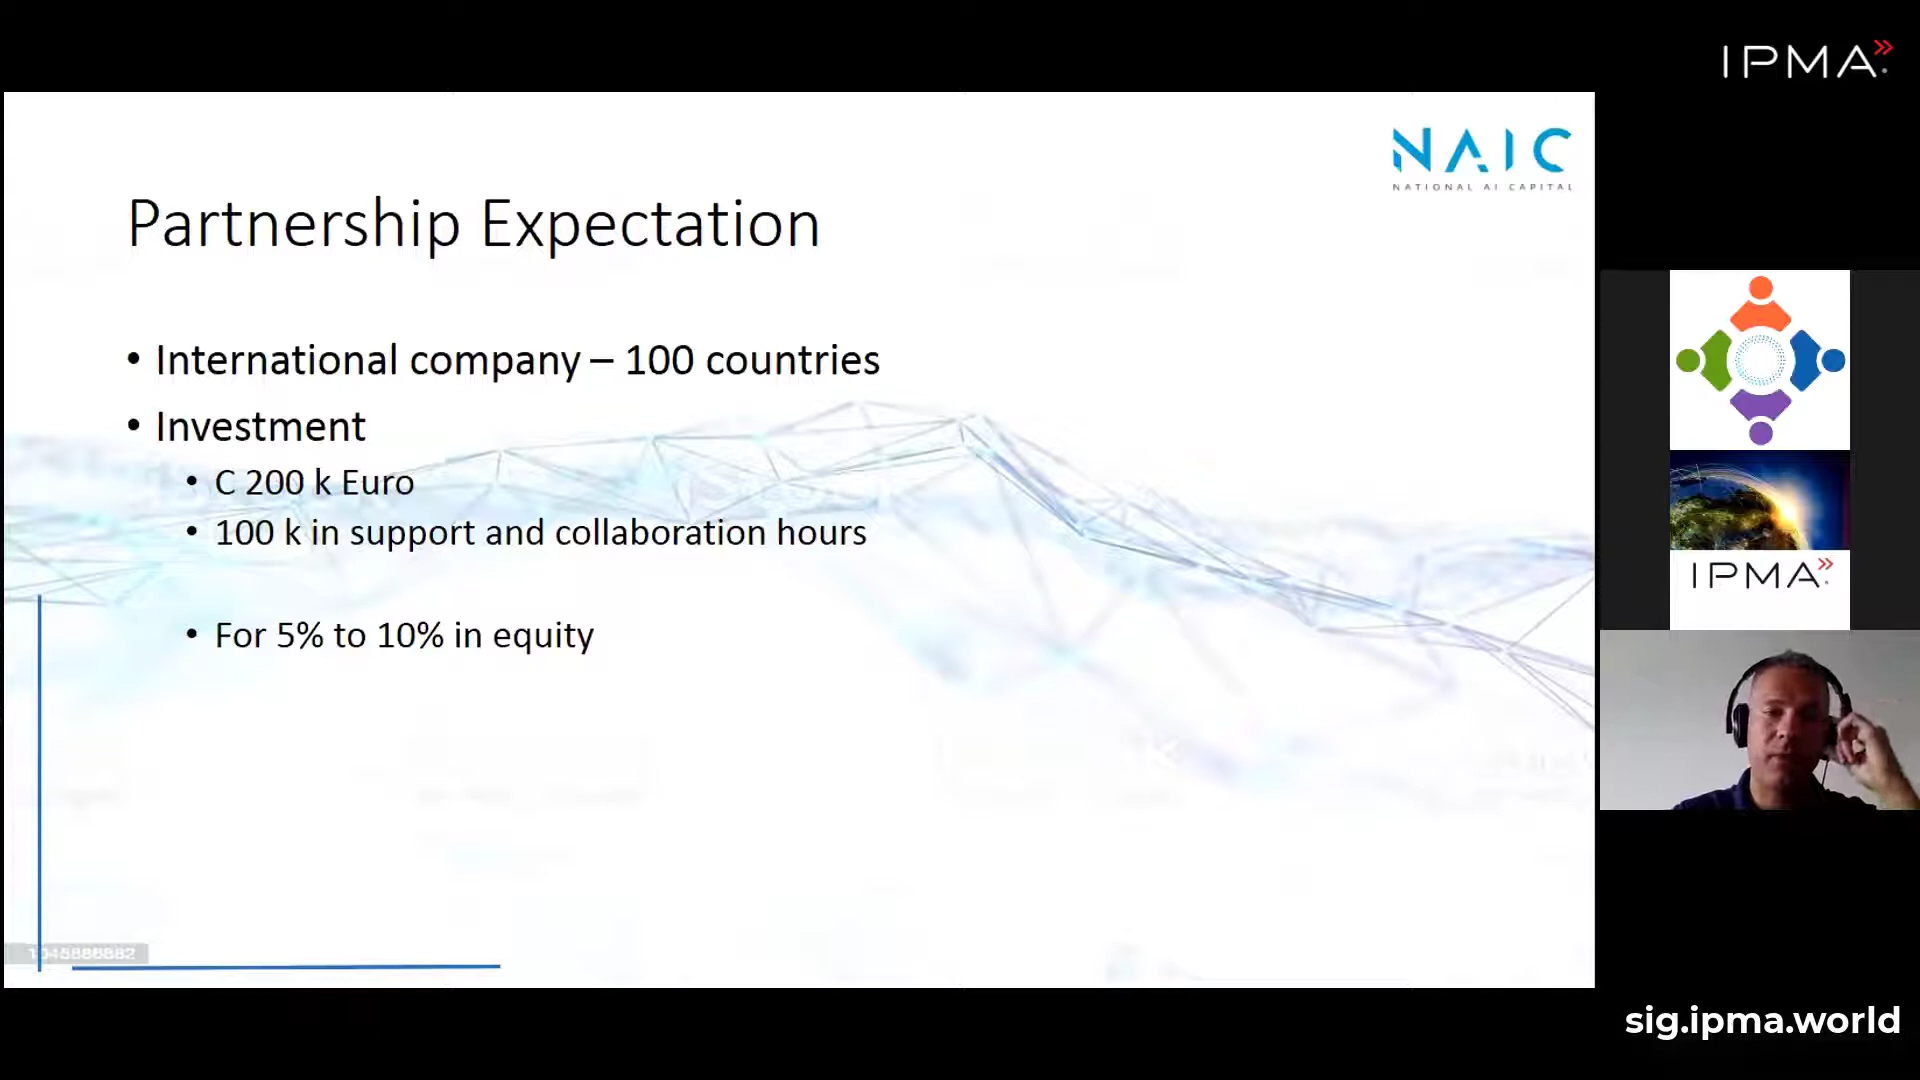 IPMA
NAIC
NATIONAL AI CAPITAL
Partnership Expectation
• International company – 100 countries
• Investment
• C 200 k Euro
• 100 k in support and collaboration hours
• For 5% to 10% in equity
IPMA
1045886882
sig.ipma.world